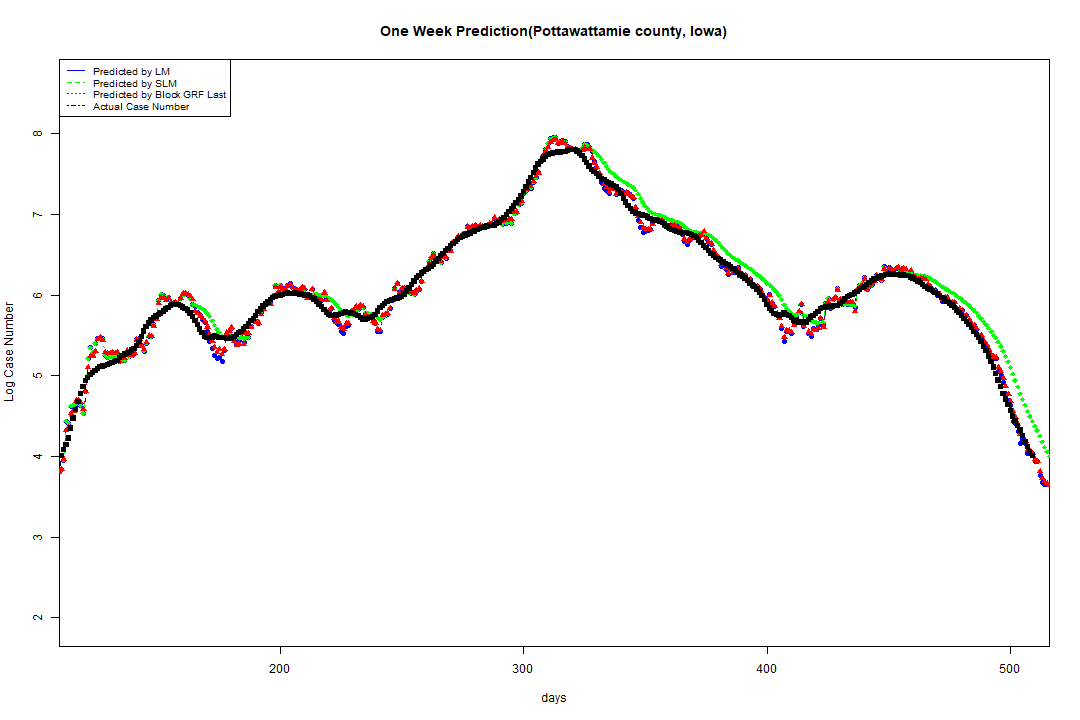 One Week Prediction(Pottawattamie county, Iowa)
Predicted by LM
Predicted by SLM
Predicted by Block GRF Last
Actual Case Number
8
7
6
5
4
3
2
Log Case Number
200 300 400 500
days